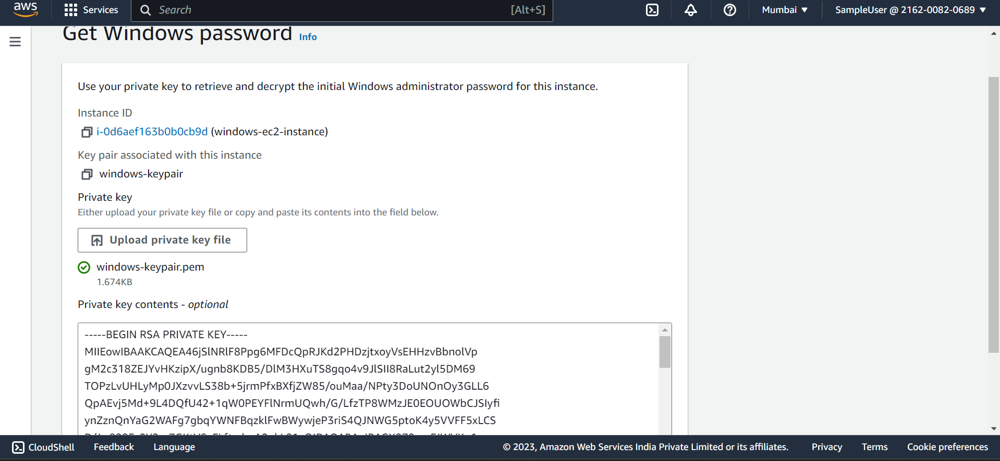 aws
Services
Search
[Alt+S]
Mumbai
SampleUser @ 2162-0082-0689
Get Windows password Info
Use your private key to retrieve and decrypt the initial Windows administrator password for this instance.
Instance ID
i-0d6aef163b0b0cb9d (windows-ec2-instance)
Key pair associated with this instance
windows-keypair
Private key
Either upload your private key file or copy and paste its contents into the field below.
Upload private key file
windows-keypair.pem
1.674KB
Private key contents - optional
-----BEGIN RSA PRIVATE KEY-----
MIIEowIBAAKCAQEA46jSlNRlF8Ppg6MFDcQpRJKd2PHDzjtxoyVsEHHzvBbnolVp
gM2c318ZEJYvHKzipX/ugnb8KDB5/DlM3HXuTS8gqo4v9JlSII8RaLut2yl5DM69
TOPzLvUHLyMp0JXzvvLS38b+5jrmPfxBXfjZW85/ouMaa/NPty3DoUNOnOy3GLL6
QpAEvj5Md+9L4DQfU42+1qW0PEYFlNrmUQwh/G/LfzTP8WMzJE0EOUOWbCJSIyfi
ynZznQnYaG2WAFg7gbqYWNFBqzklFwBWywjeP3riS4QJNWG5ptoK4y5VVFF5xLCS
CloudShell
Feedback
Language
© 2023, Amazon Web Services India Private Limited or its affiliates.
Privacy
Terms
Cookie preferences